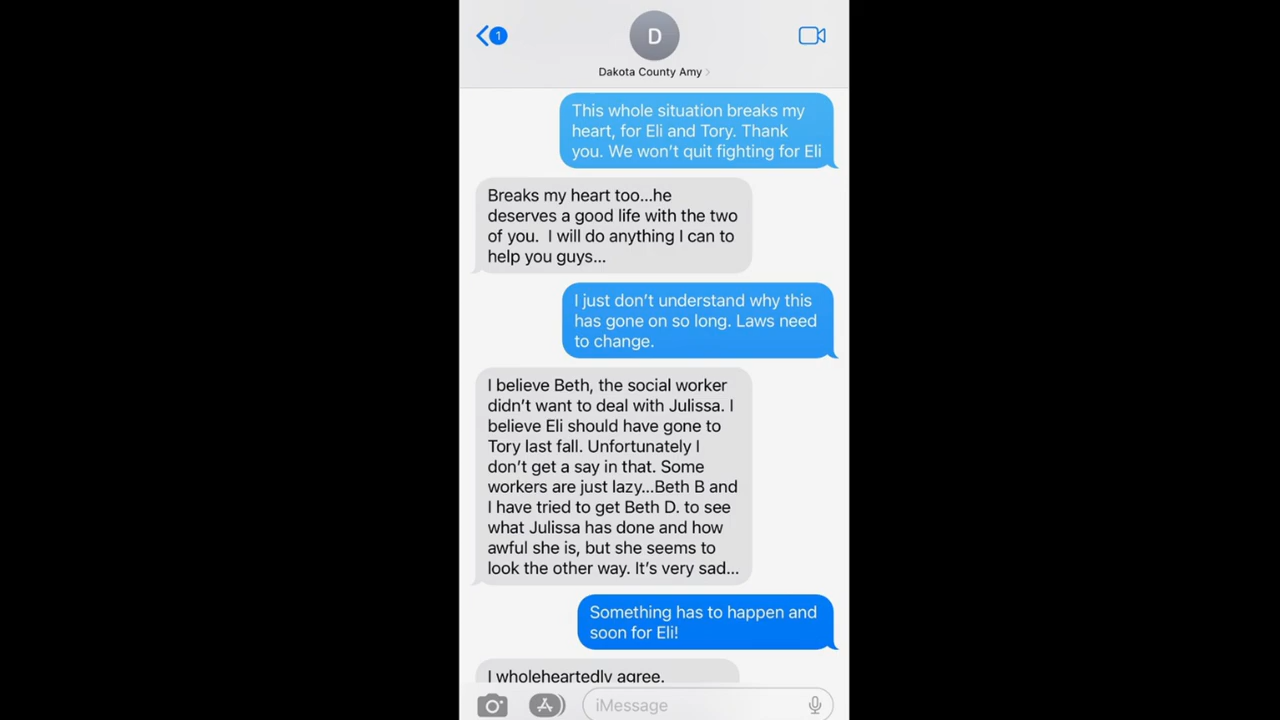 1
D
Dakota County Amy
This whole situation breaks my
heart, for Eli and Tory. Thank
you. We won't quit fighting for Eli
Breaks my heart too...he
deserves a good life with the two
of you.  I will do anything I can to
help you guys...
I just don't understand why this
has gone on so long. Laws need
to change.
I believe Beth, the social worker
didn't want to deal with Julissa. I
believe Eli should have gone to
Tory last fall. Unfortunately I
don't get a say in that. Some
workers are just lazy...Beth B and
I have tried to get Beth D. to see
what Julissa has done and how
awful she is, but she seems to
look the other way. It's very sad...
Something has to happen and
soon for Eli!
I wholeheartedly agree.
iMessage